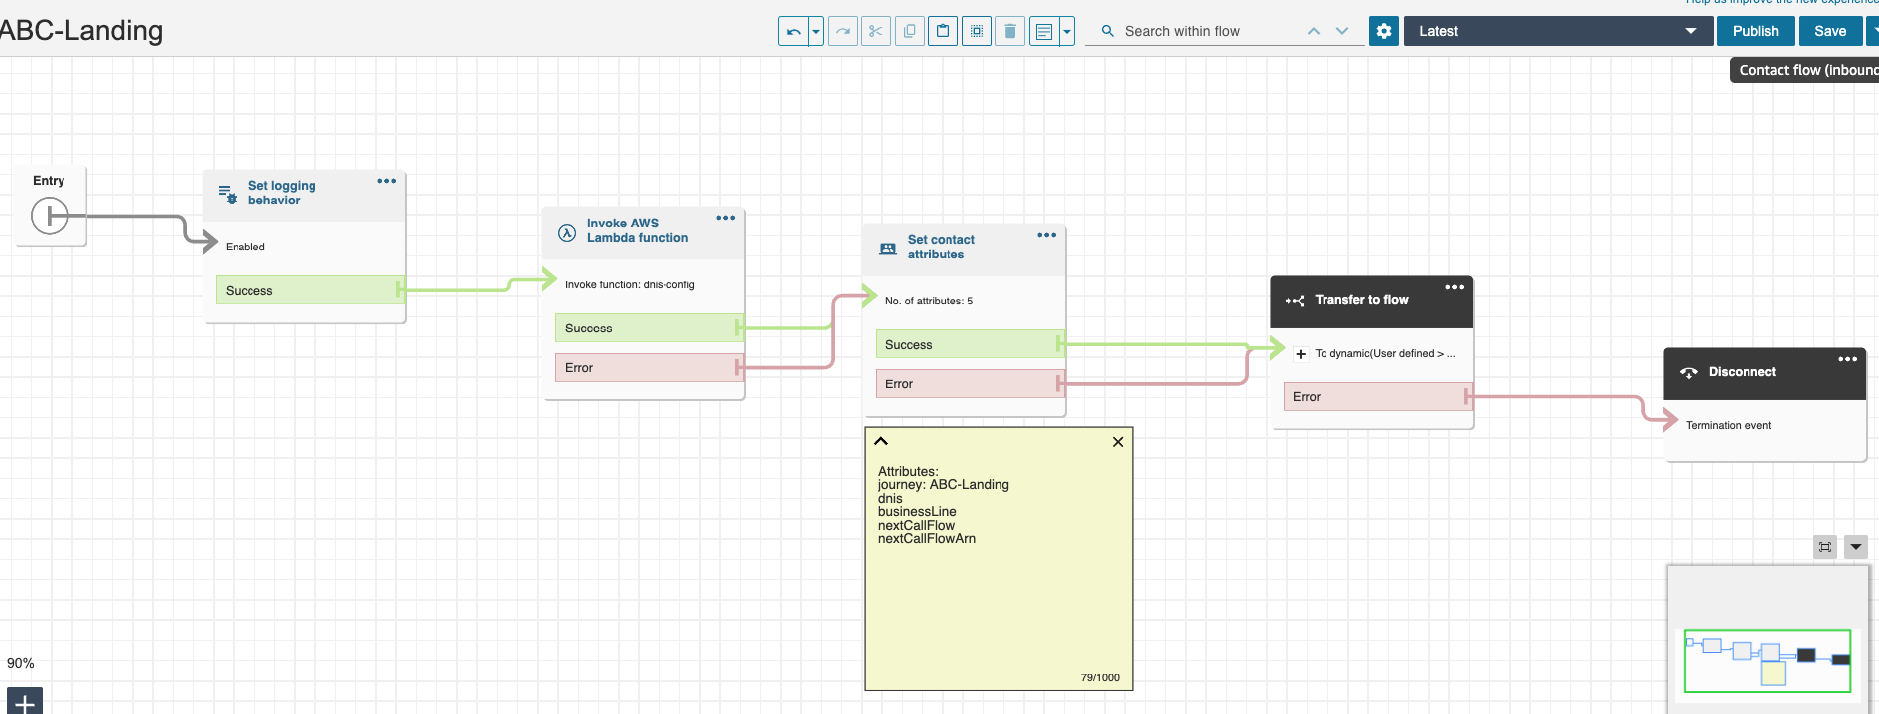 Help us improve the new experience
ABC-Landing
Search within flow
Latest
Publish
Save
Contact flow (inbound
Entry
Set logging
behavior
Enabled
Success
Invoke AWS
Lambda function
Invoke function: dnis-config
Success
Error
Set contact
attributes
No. of attributes: 5
Success
Error
Transfer to flow
To dynamic(User defined > ...
Error
Disconnect
Termination event
Attributes:
journey: ABC-Landing
dnis
businessLine
nextCallFlow
nextCallFlowArn
79/1000
90%